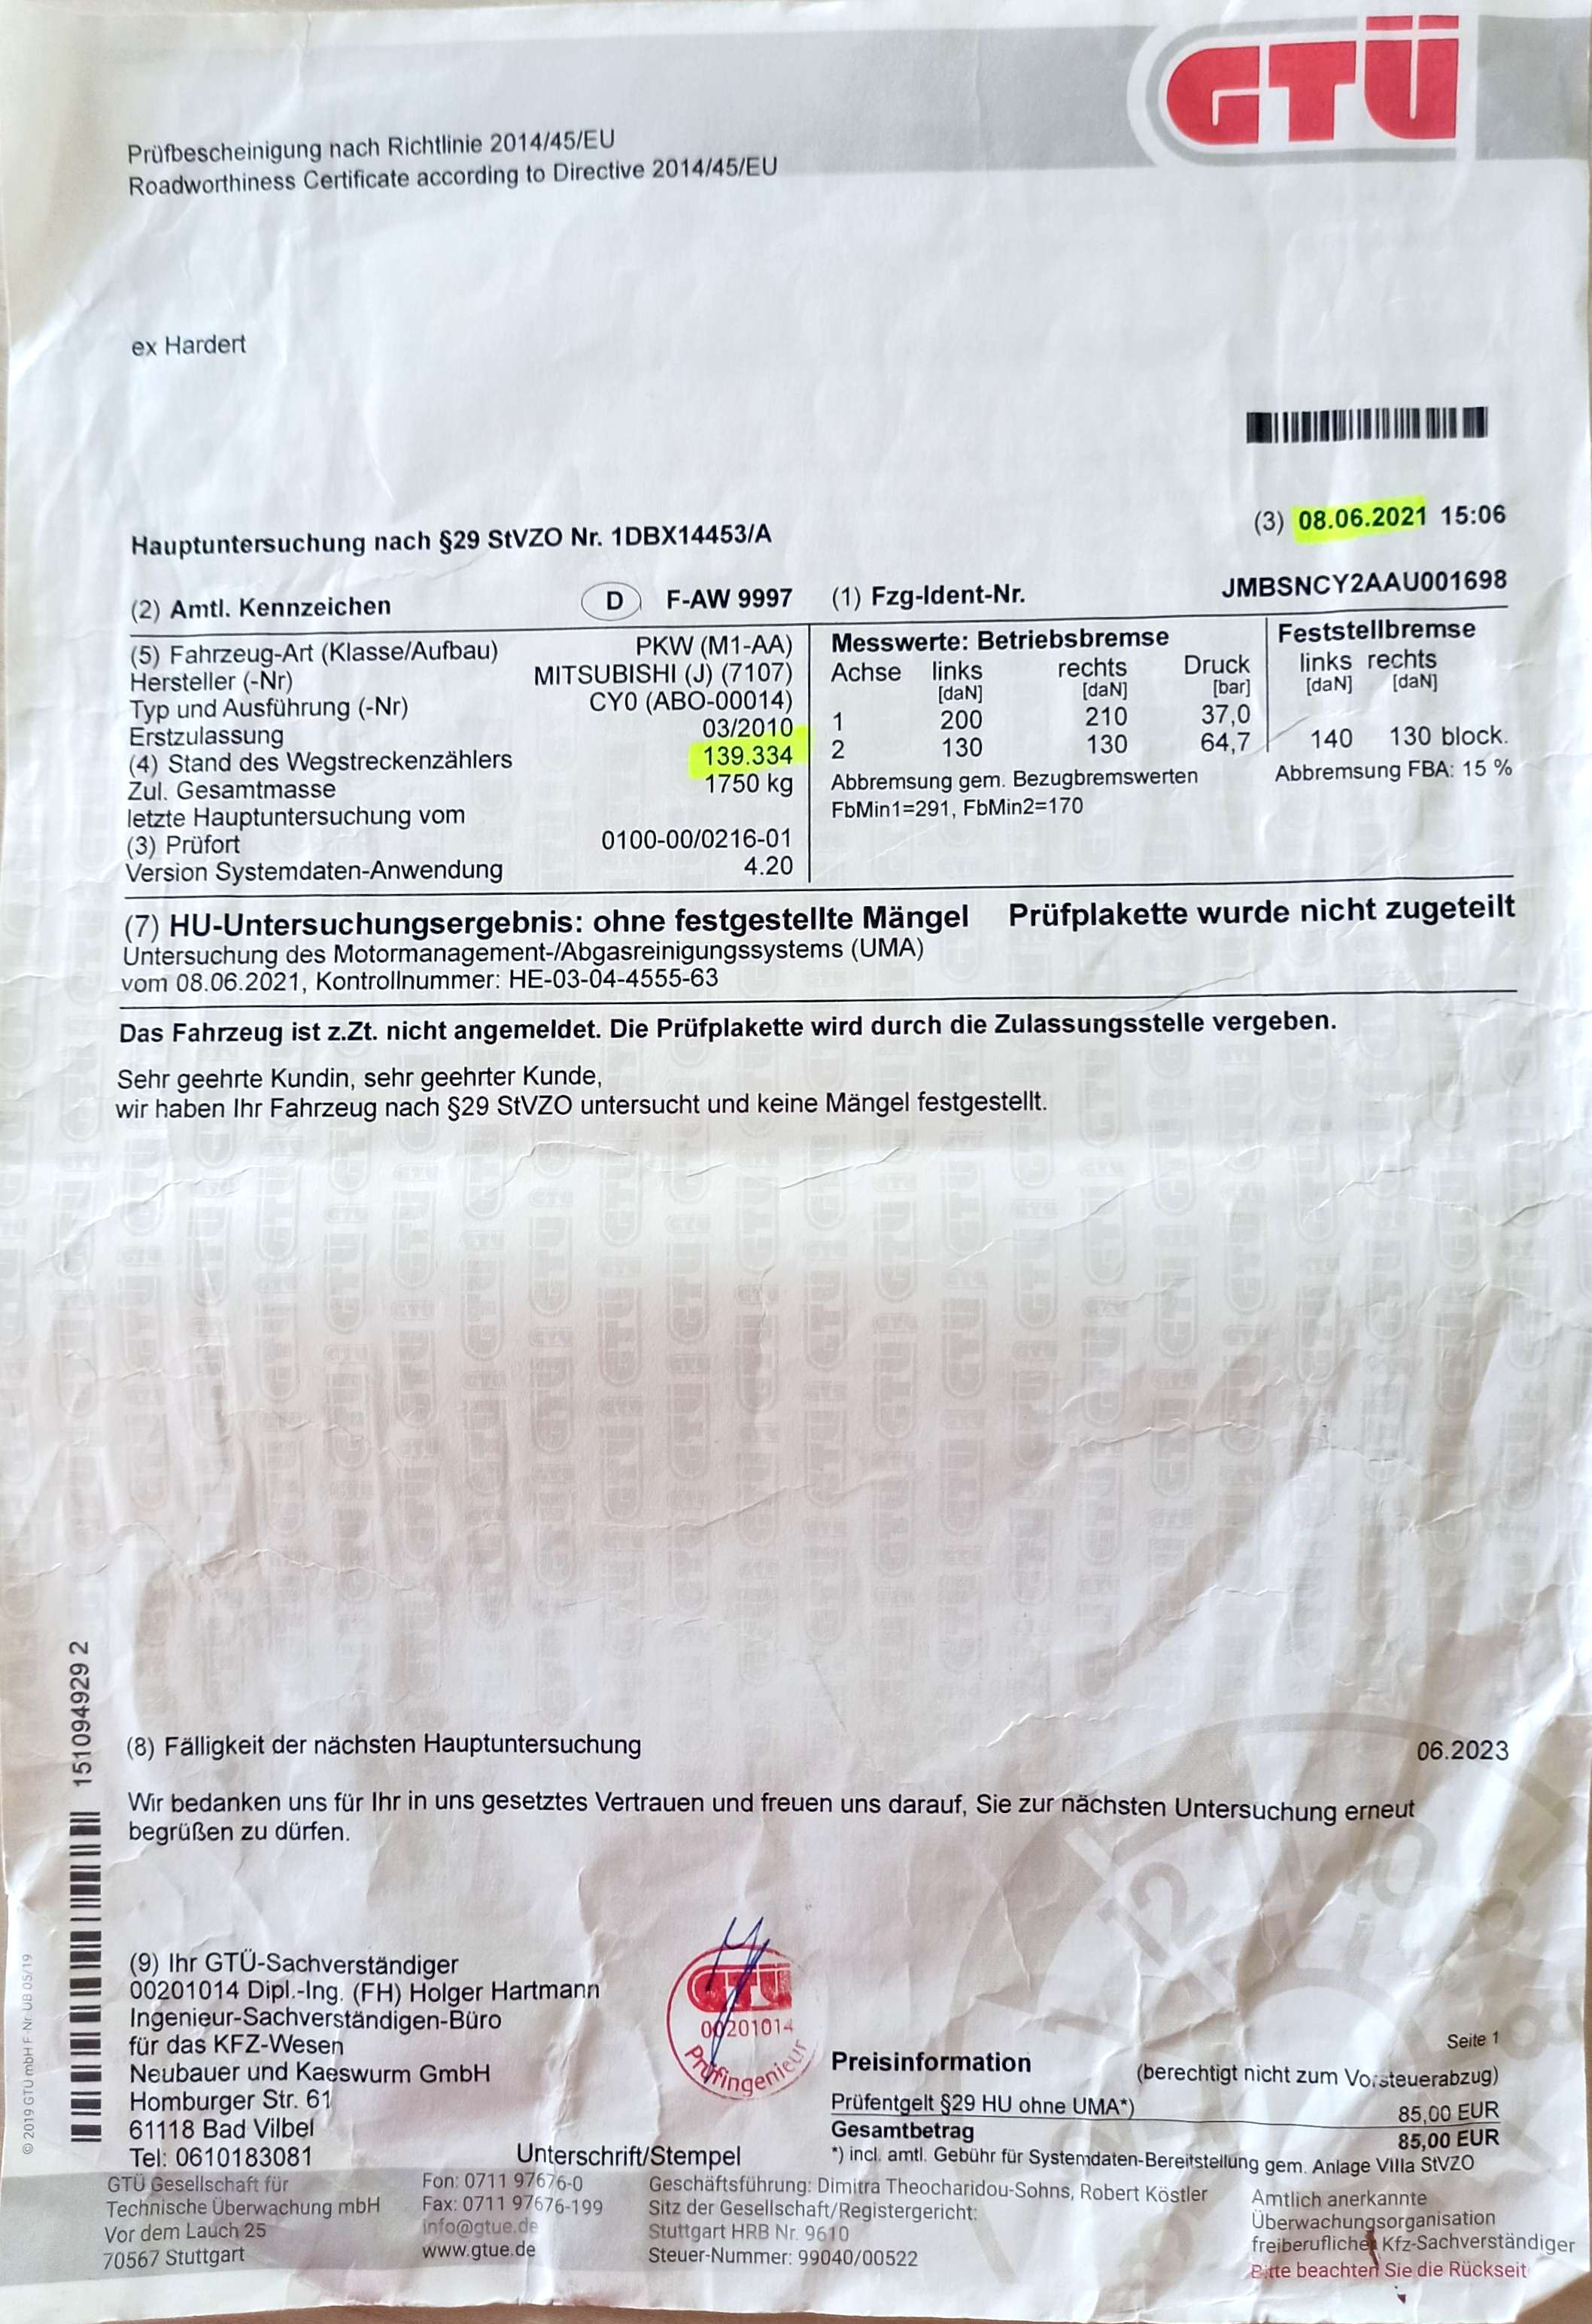 GTÜ
Prüfbescheinigung nach Richtlinie 2014/45/EU
Roadworthiness Certificate according to Directive 2014/45/EU
ex Hardert
(3) 08.06.2021 15:06
Hauptuntersuchung nach §29 StVZO Nr. 1DBX14453/A
(2) Amtl. Kennzeichen D F-AW 9997 (1) Fzg-Ident-Nr. JMBSNCY2AAU001698
(5) Fahrzeug-Art (Klasse/Aufbau) PKW (M1-AA)
Hersteller (-Nr) MITSUBISHI (J) (7107)
Typ und Ausführung (-Nr) CY0 (ABO-00014)
Erstzulassung 03/2010
(4) Stand des Wegstreckenzählers 139.334
Zul. Gesamtmasse 1750 kg
letzte Hauptuntersuchung vom
(3) Prüfort 0100-00/0216-01
Version Systemdaten-Anwendung 4.20
Messwerte: Betriebsbremse Feststellbremse
Achse links rechts Druck links rechts
[daN] [daN] [bar] [daN] [daN]
1 200 210 37,0
2 130 130 64,7 140 130 block.
Abbremsung gem. Bezugbremswerten Abbremsung FBA: 15 %
FbMin1=291, FbMin2=170
(7) HU-Untersuchungsergebnis: ohne festgestellte Mängel Prüfplakette wurde nicht zugeteilt
Untersuchung des Motormanagement-/Abgasreinigungssystems (UMA)
vom 08.06.2021, Kontrollnummer: HE-03-04-4555-63
Das Fahrzeug ist z.Zt. nicht angemeldet. Die Prüfplakette wird durch die Zulassungsstelle vergeben.
Sehr geehrte Kundin, sehr geehrter Kunde,
wir haben Ihr Fahrzeug nach §29 StVZO untersucht und keine Mängel festgestellt.
151094929 2
(8) Fälligkeit der nächsten Hauptuntersuchung 06.2023
Wir bedanken uns für Ihr in uns gesetztes Vertrauen und freuen uns darauf, Sie zur nächsten Untersuchung erneut
begrüßen zu dürfen.
© 2019 GTÜ mbH F-Nr. UB 05/19
(9) Ihr GTÜ-Sachverständiger
00201014 Dipl.-Ing. (FH) Holger Hartmann
Ingenieur-Sachverständigen-Büro
für das KFZ-Wesen
Neubauer und Kaeswurm GmbH
Homburger Str. 61
61118 Bad Vilbel
Tel: 0610183081
GTÜ
00201014
Prüfingenieur
Unterschrift/Stempel
Seite 1
Preisinformation (berechtigt nicht zum Vorsteuerabzug)
Prüfentgelt §29 HU ohne UMA*) 85,00 EUR
Gesamtbetrag 85,00 EUR
*) incl. amtl. Gebühr für Systemdaten-Bereitstellung gem. Anlage VIIIa StVZO
GTÜ Gesellschaft für
Technische Überwachung mbH
Vor dem Lauch 25
70567 Stuttgart
Fon: 0711 97676-0
Fax: 0711 97676-199
info@gtue.de
www.gtue.de
Geschäftsführung: Dimitra Theocharidou-Sohns, Robert Köstler
Sitz der Gesellschaft/Registergericht:
Stuttgart HRB Nr. 9610
Steuer-Nummer: 99040/00522
Amtlich anerkannte
Überwachungsorganisation
freiberuflicher Kfz-Sachverständiger
Bitte beachten Sie die Rückseit